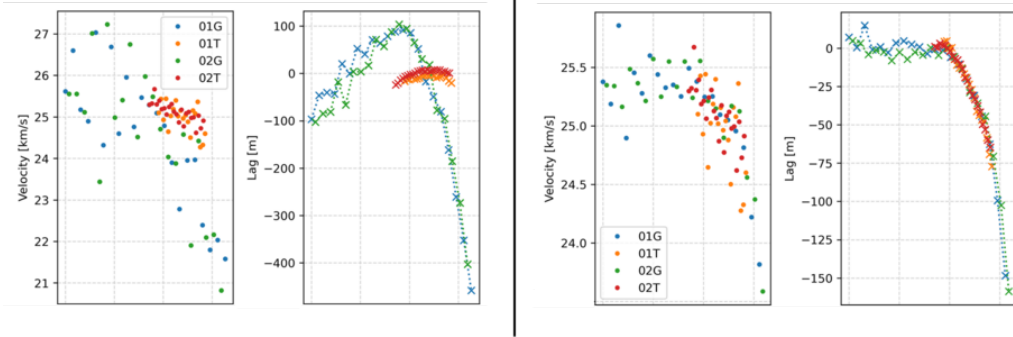 Velocity [km/s]
27
26
25
24
23
22
21
01G
01T
02G
02T
Lag [m]
100
0
−100
−200
−300
−400
Velocity [km/s]
25.5
25.0
24.5
24.0
01G
01T
02G
02T
Lag [m]
0
−25
−50
−75
−100
−125
−150